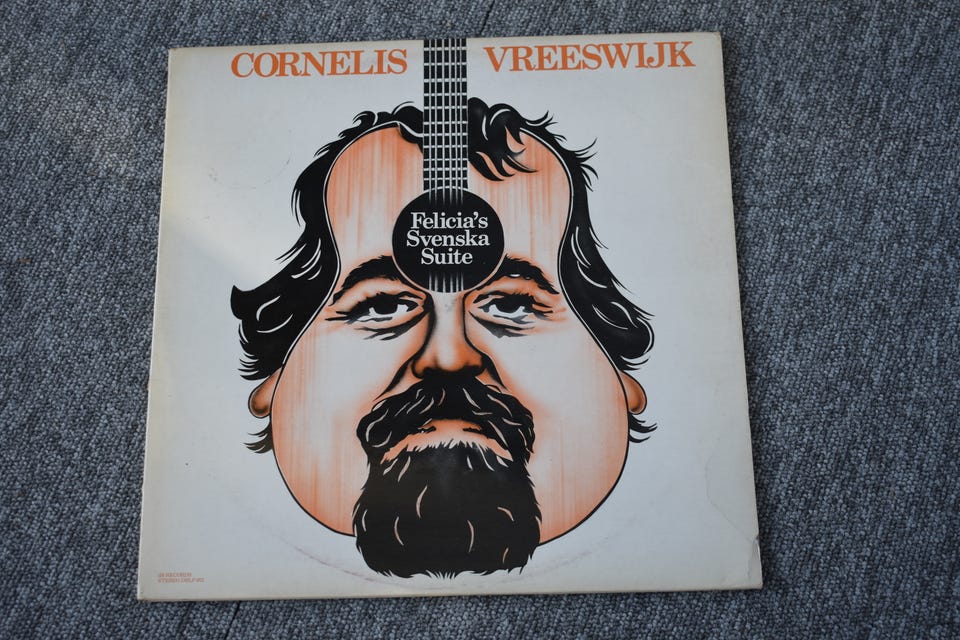 CORNELIS VREESWIJK
Felicia's
Svenska
Suite